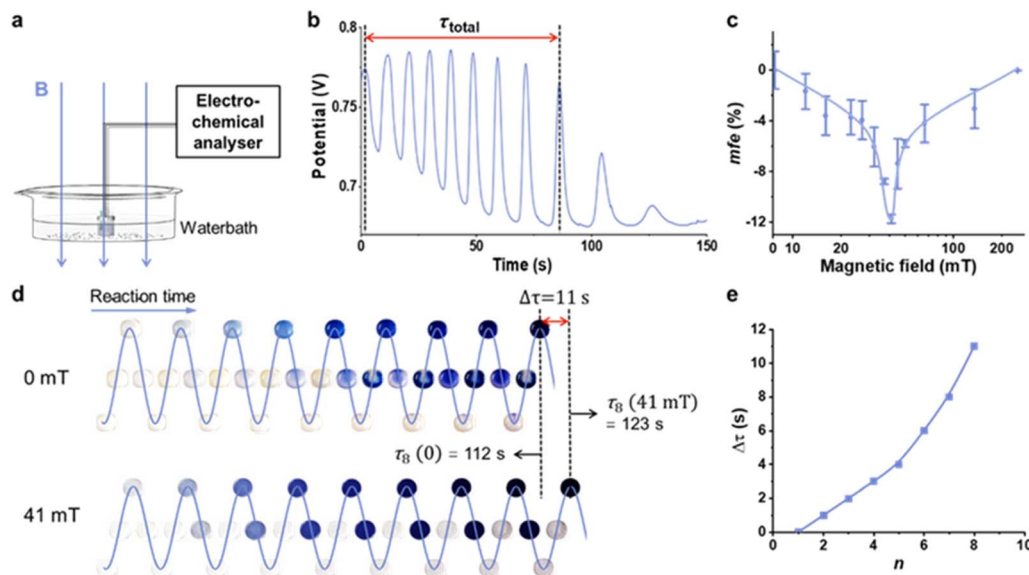 a
B
Electro-
chemical
analyser
Waterbath
b
τtotal
0.8
0.75
0.7
Potential (V)
0 50 100 150
Time (s)
c
0
-4
-8
-12
mfe (%)
0 10 20 30 100 200
Magnetic field (mT)
d
Reaction time
Δτ=11 s
0 mT
τ8 (41 mT)
= 123 s
τ8 (0) = 112 s
41 mT
e
12
10
8
6
4
2
0
Δτ (s)
0 2 4 6 8 10
n